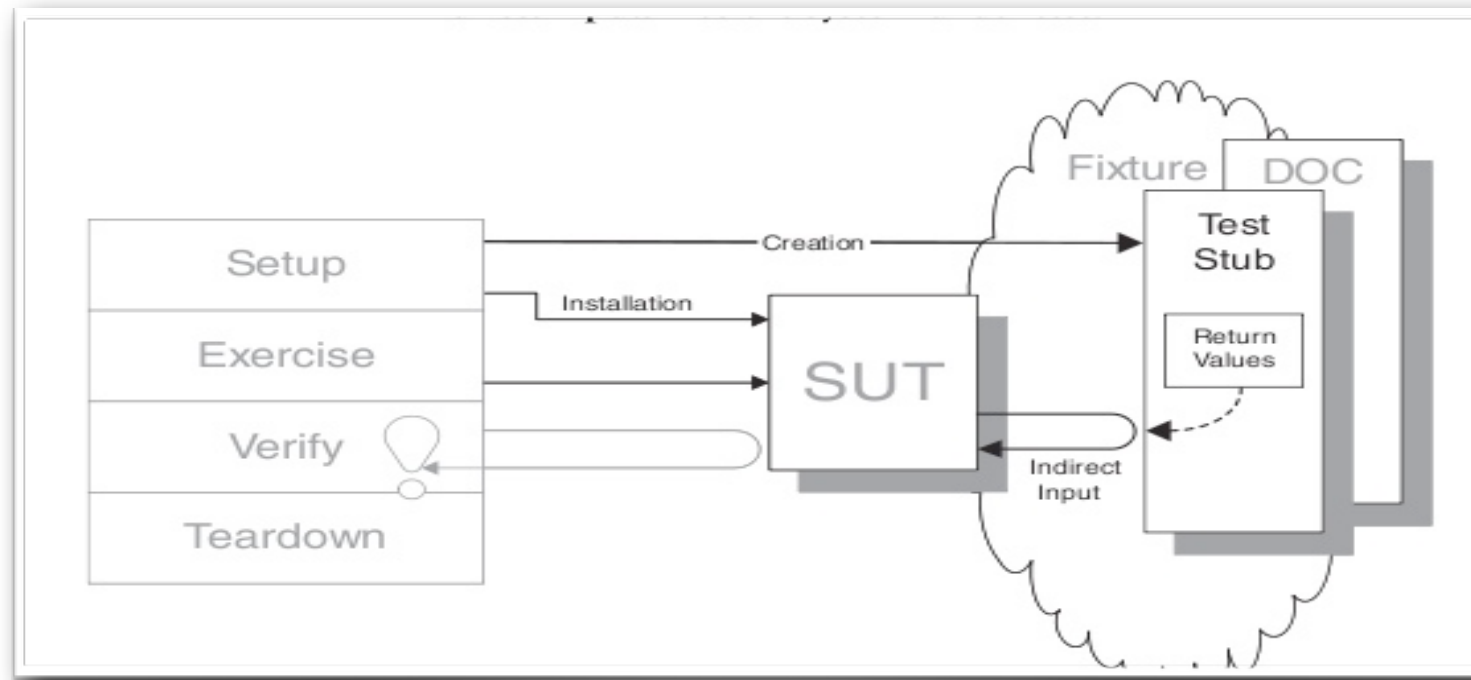 Fixture
DOC
Test
Stub
Setup
Creation
Installation
Return
Values
Exercise
SUT
Verify
Indirect
Input
Teardown